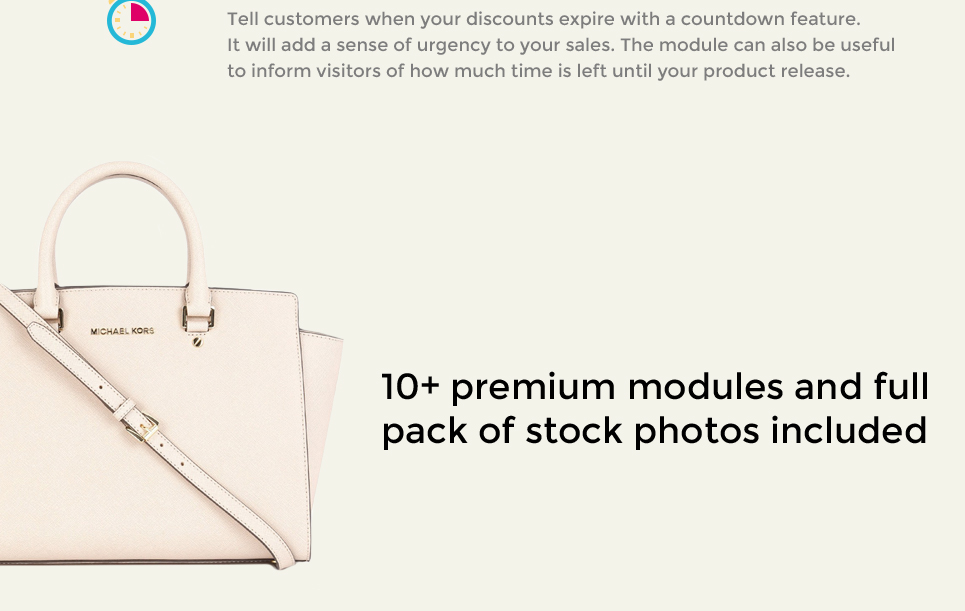 Tell customers when your discounts expire with a countdown feature.
It will add a sense of urgency to your sales. The module can also be useful
to inform visitors of how much time is left until your product release.
MICHAEL KORS
10+ premium modules and full
pack of stock photos included